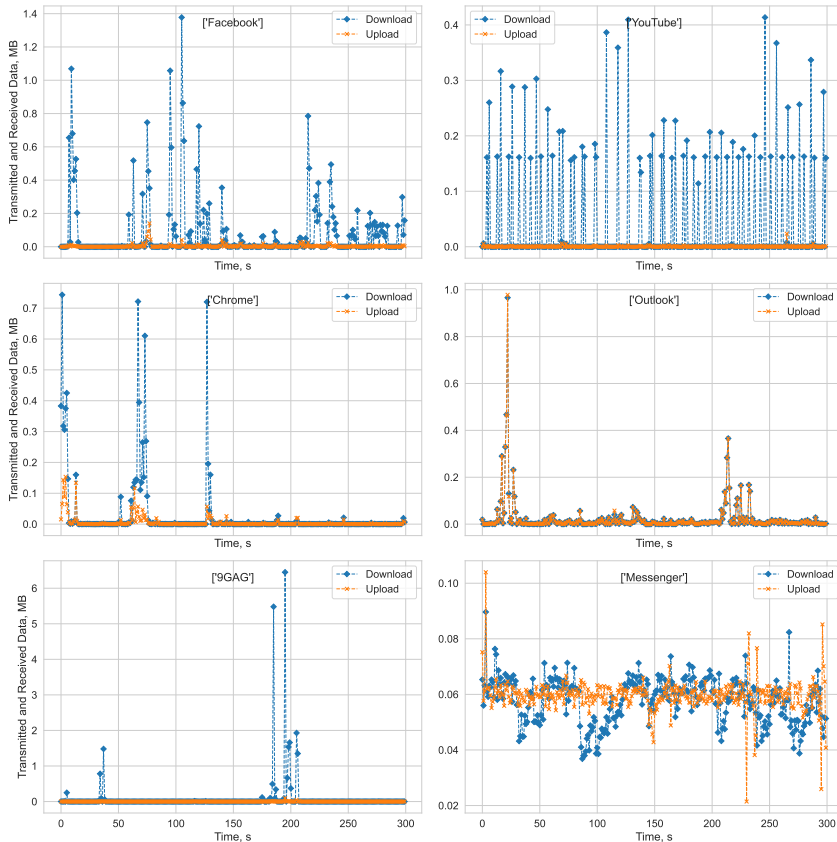 ['Facebook']
Download
Upload
Transmitted and Received Data, MB
1.4
1.2
1.0
0.8
0.6
0.4
0.2
0.0
Time, s
['YouTube']
Download
Upload
0.4
0.3
0.2
0.1
0.0
Time, s
['Chrome']
Download
Upload
Transmitted and Received Data, MB
0.7
0.6
0.5
0.4
0.3
0.2
0.1
0.0
Time, s
['Outlook']
Download
Upload
1.0
0.8
0.6
0.4
0.2
0.0
Time, s
['9GAG']
Download
Upload
Transmitted and Received Data, MB
6
5
4
3
2
1
0
0 50 100 150 200 250 300
Time, s
['Messenger']
Download
Upload
0.10
0.08
0.06
0.04
0.02
0 50 100 150 200 250 300
Time, s